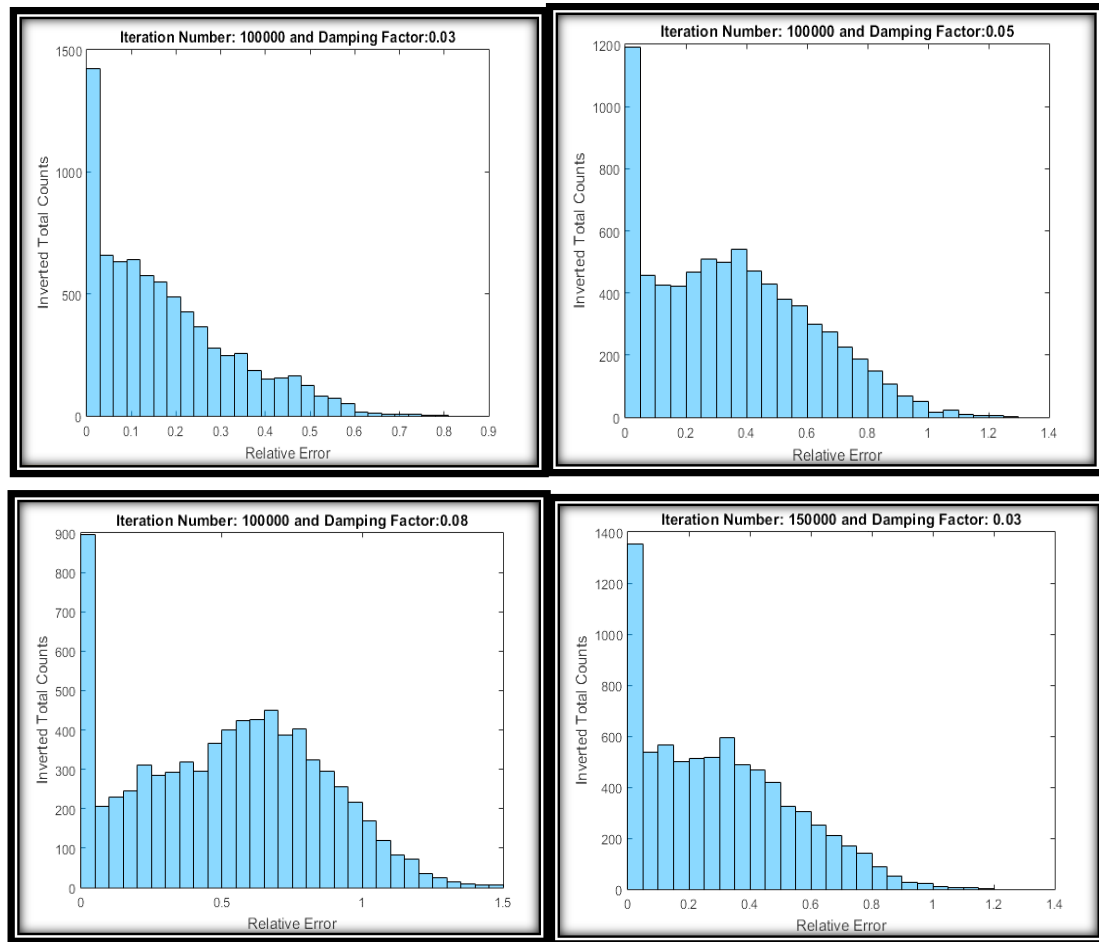 Iteration Number: 100000 and Damping Factor:0.03
Inverted Total Counts
1500
1000
500
0
0 0.1 0.2 0.3 0.4 0.5 0.6 0.7 0.8 0.9
Relative Error
Iteration Number: 100000 and Damping Factor:0.05
Inverted Total Counts
1200
1000
800
600
400
200
0
0 0.2 0.4 0.6 0.8 1 1.2 1.4
Relative Error
Iteration Number: 100000 and Damping Factor:0.08
Inverted Total Counts
900
800
700
600
500
400
300
200
100
0
0 0.5 1 1.5
Relative Error
Iteration Number: 150000 and Damping Factor: 0.03
Inverted Total Counts
1400
1200
1000
800
600
400
200
0
0 0.2 0.4 0.6 0.8 1 1.2 1.4
Relative Error